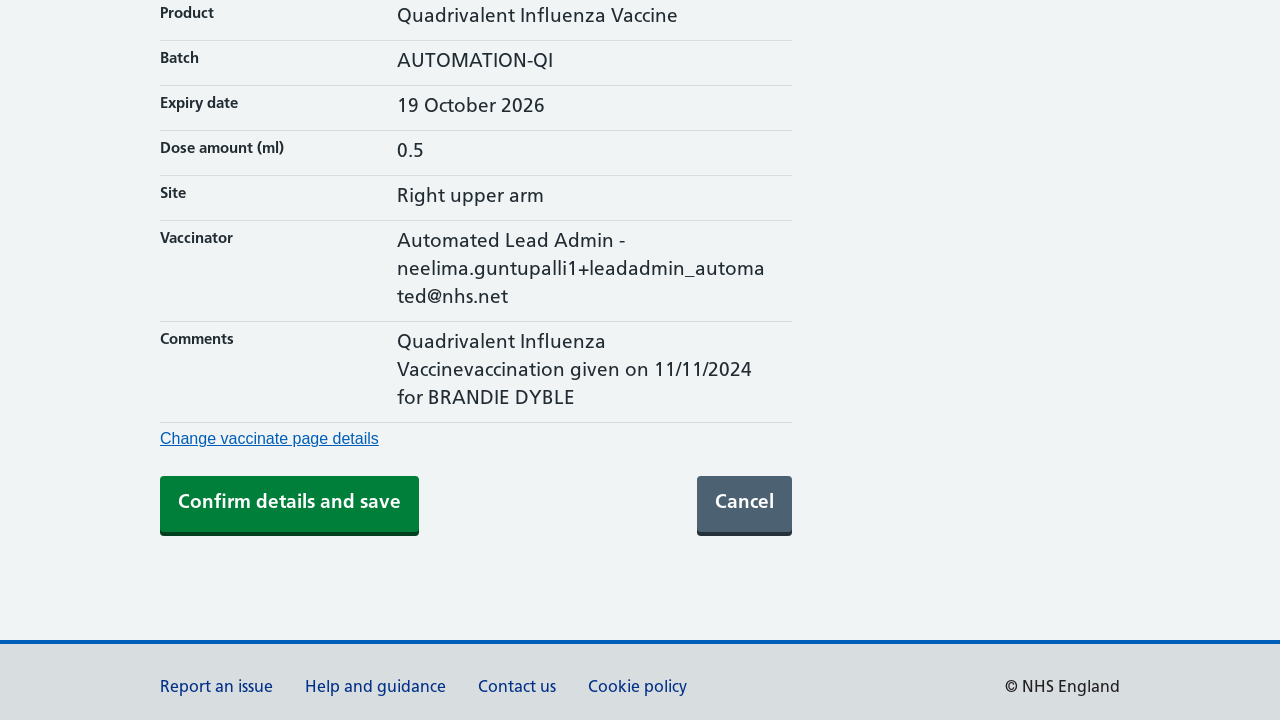 Product
Quadrivalent Influenza Vaccine
Batch
AUTOMATION-QI
Expiry date
19 October 2026
Dose amount (ml)
0.5
Site
Right upper arm
Vaccinator
Automated Lead Admin -
neelima.guntupalli1+leadadmin_automa
ted@nhs.net
Comments
Quadrivalent Influenza
Vaccinevaccination given on 11/11/2024
for BRANDIE DYBLE
Change vaccinate page details
Confirm details and save
Cancel
Report an issue
Help and guidance
Contact us
Cookie policy
© NHS England